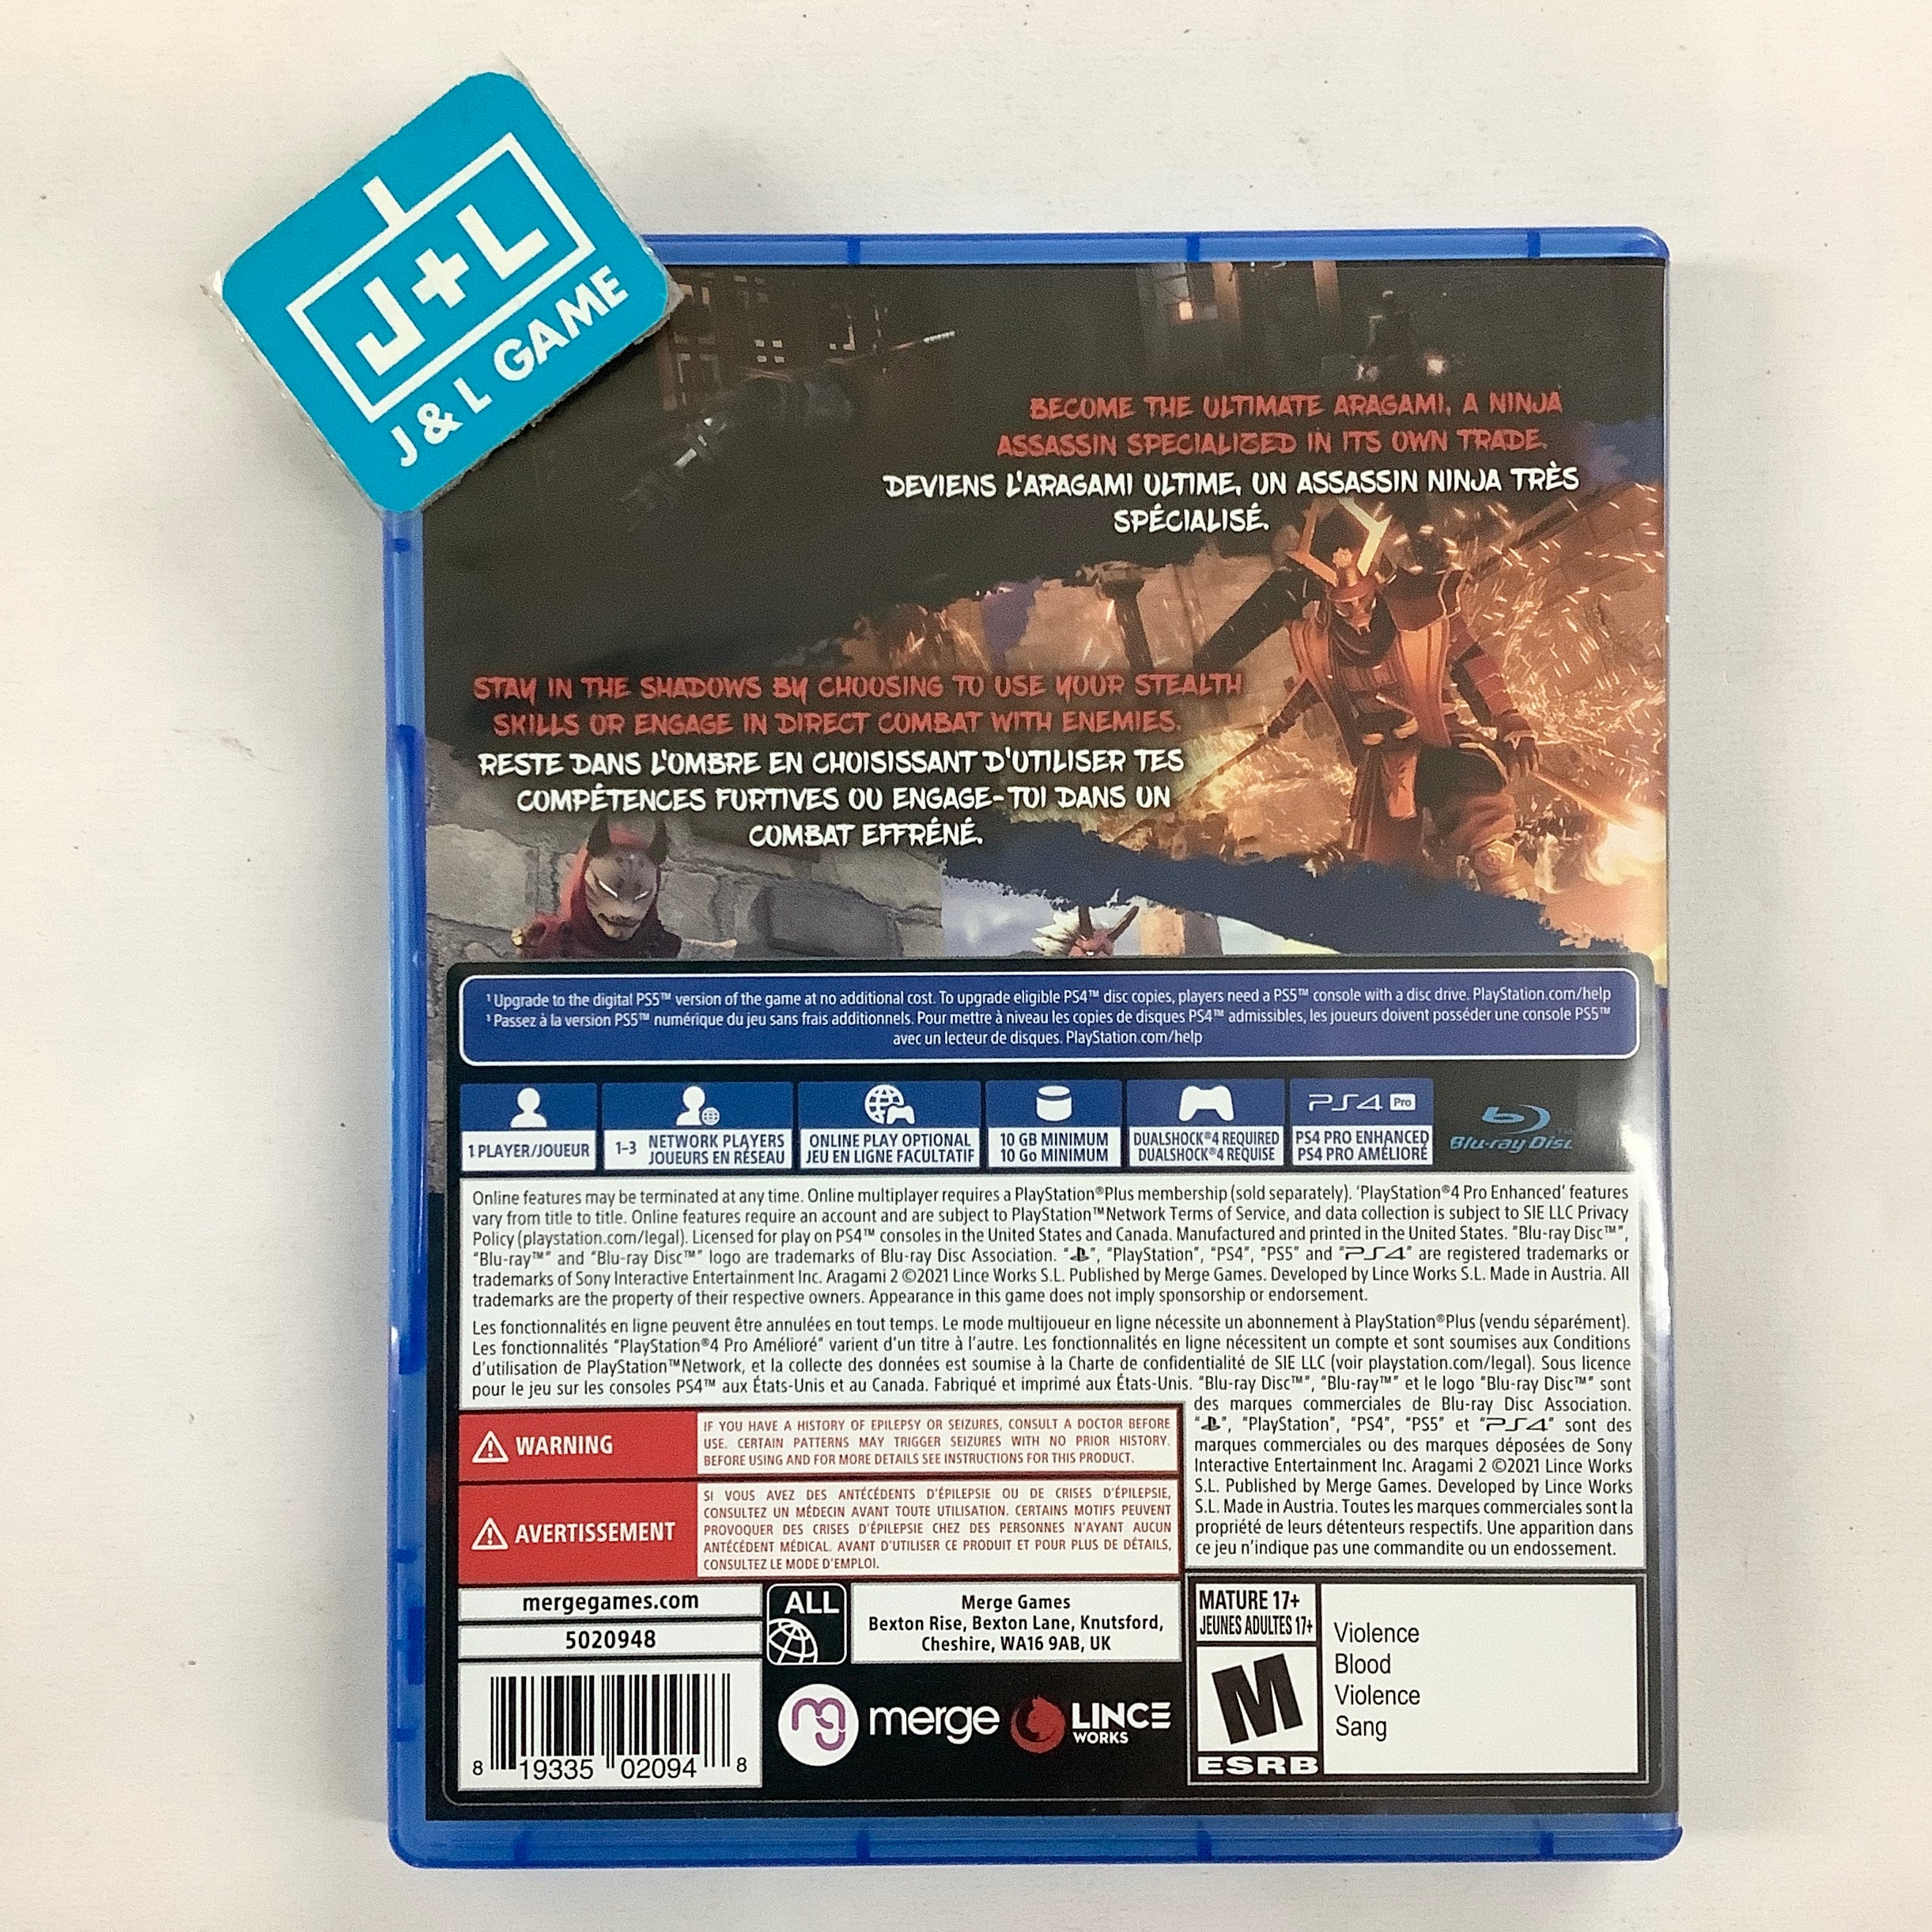 J+L
J & L GAME
BECOME THE ULTIMATE ARAGAMI, A NINJA
ASSASSIN SPECIALIZED IN ITS OWN TRADE.
DEVIENS L'ARAGAMI ULTIME, UN ASSASSIN NINJA TRÈS
SPÉCIALISÉ.
STAY IN THE SHADOWS BY CHOOSING TO USE YOUR STEALTH
SKILLS OR ENGAGE IN DIRECT COMBAT WITH ENEMIES.
RESTE DANS L'OMBRE EN CHOISISSANT D'UTILISER TES
COMPÉTENCES FURTIVES OU ENGAGE-TOI DANS UN
COMBAT EFFRÉNÉ.
¹ Upgrade to the digital PS5™ version of the game at no additional cost. To upgrade eligible PS4™ disc copies, players need a PS5™ console with a disc drive. PlayStation.com/help
¹ Passez à la version PS5™ numérique du jeu sans frais additionnels. Pour mettre à niveau les copies de disques PS4™ admissibles, les joueurs doivent posséder une console PS5™
avec un lecteur de disques. PlayStation.com/help
1 PLAYER/JOUEUR
1-3 NETWORK PLAYERS
JOUEURS EN RÉSEAU
ONLINE PLAY OPTIONAL
JEU EN LIGNE FACULTATIF
10 GB MINIMUM
10 Go MINIMUM
DUALSHOCK®4 REQUIRED
DUALSHOCK®4 REQUISE
PS4 Pro
PS4 PRO ENHANCED
PS4 PRO AMÉLIORÉ
Blu-ray Disc™
Online features may be terminated at any time. Online multiplayer requires a PlayStation®Plus membership (sold separately). 'PlayStation®4 Pro Enhanced' features
vary from title to title. Online features require an account and are subject to PlayStation™Network Terms of Service, and data collection is subject to SIE LLC Privacy
Policy (playstation.com/legal). Licensed for play on PS4™ consoles in the United States and Canada. Manufactured and printed in the United States. "Blu-ray Disc™",
"Blu-ray™" and "Blu-ray Disc™" logo are trademarks of Blu-ray Disc Association. "PS", "PlayStation", "PS4", "PS5" and "PS4" are registered trademarks or
trademarks of Sony Interactive Entertainment Inc. Aragami 2 ©2021 Lince Works S.L. Published by Merge Games. Developed by Lince Works S.L. Made in Austria. All
trademarks are the property of their respective owners. Appearance in this game does not imply sponsorship or endorsement.
Les fonctionnalités en ligne peuvent être annulées en tout temps. Le mode multijoueur en ligne nécessite un abonnement à PlayStation®Plus (vendu séparément).
Les fonctionnalités "PlayStation®4 Pro Amélioré" varient d'un titre à l'autre. Les fonctionnalités en ligne nécessitent un compte et sont soumises aux Conditions
d'utilisation de PlayStation™Network, et la collecte des données est soumise à la Charte de confidentialité de SIE LLC (voir playstation.com/legal). Sous licence
pour le jeu sur les consoles PS4™ aux États-Unis et au Canada. Fabriqué et imprimé aux États-Unis. "Blu-ray Disc™", "Blu-ray™" et le logo "Blu-ray Disc™" sont
des marques commerciales de Blu-ray Disc Association.
"PS", "PlayStation", "PS4", "PS5" et "PS4" sont des
marques commerciales ou des marques déposées de Sony
Interactive Entertainment Inc. Aragami 2 ©2021 Lince Works
S.L. Published by Merge Games. Developed by Lince Works
S.L. Made in Austria. Toutes les marques commerciales sont la
propriété de leurs détenteurs respectifs. Une apparition dans
ce jeu n'indique pas une commandite ou un endossement.
WARNING
IF YOU HAVE A HISTORY OF EPILEPSY OR SEIZURES, CONSULT A DOCTOR BEFORE
USE. CERTAIN PATTERNS MAY TRIGGER SEIZURES WITH NO PRIOR HISTORY.
BEFORE USING AND FOR MORE DETAILS SEE INSTRUCTIONS FOR THIS PRODUCT.
AVERTISSEMENT
SI VOUS AVEZ DES ANTÉCÉDENTS D'ÉPILEPSIE OU DE CRISES D'ÉPILEPSIE,
CONSULTEZ UN MÉDECIN AVANT TOUTE UTILISATION. CERTAINS MOTIFS PEUVENT
PROVOQUER DES CRISES D'ÉPILEPSIE CHEZ DES PERSONNES N'AYANT AUCUN
ANTÉCÉDENT MÉDICAL. AVANT D'UTILISER CE PRODUIT ET POUR PLUS DE DÉTAILS,
CONSULTEZ LE MODE D'EMPLOI.
mergegames.com
5020948
ALL
Merge Games
Bexton Rise, Bexton Lane, Knutsford,
Cheshire, WA16 9AB, UK
8 19335 02094 8
mg merge
LINCE
WORKS
MATURE 17+
JEUNES ADULTES 17+
M
ESRB
Violence
Blood
Violence
Sang